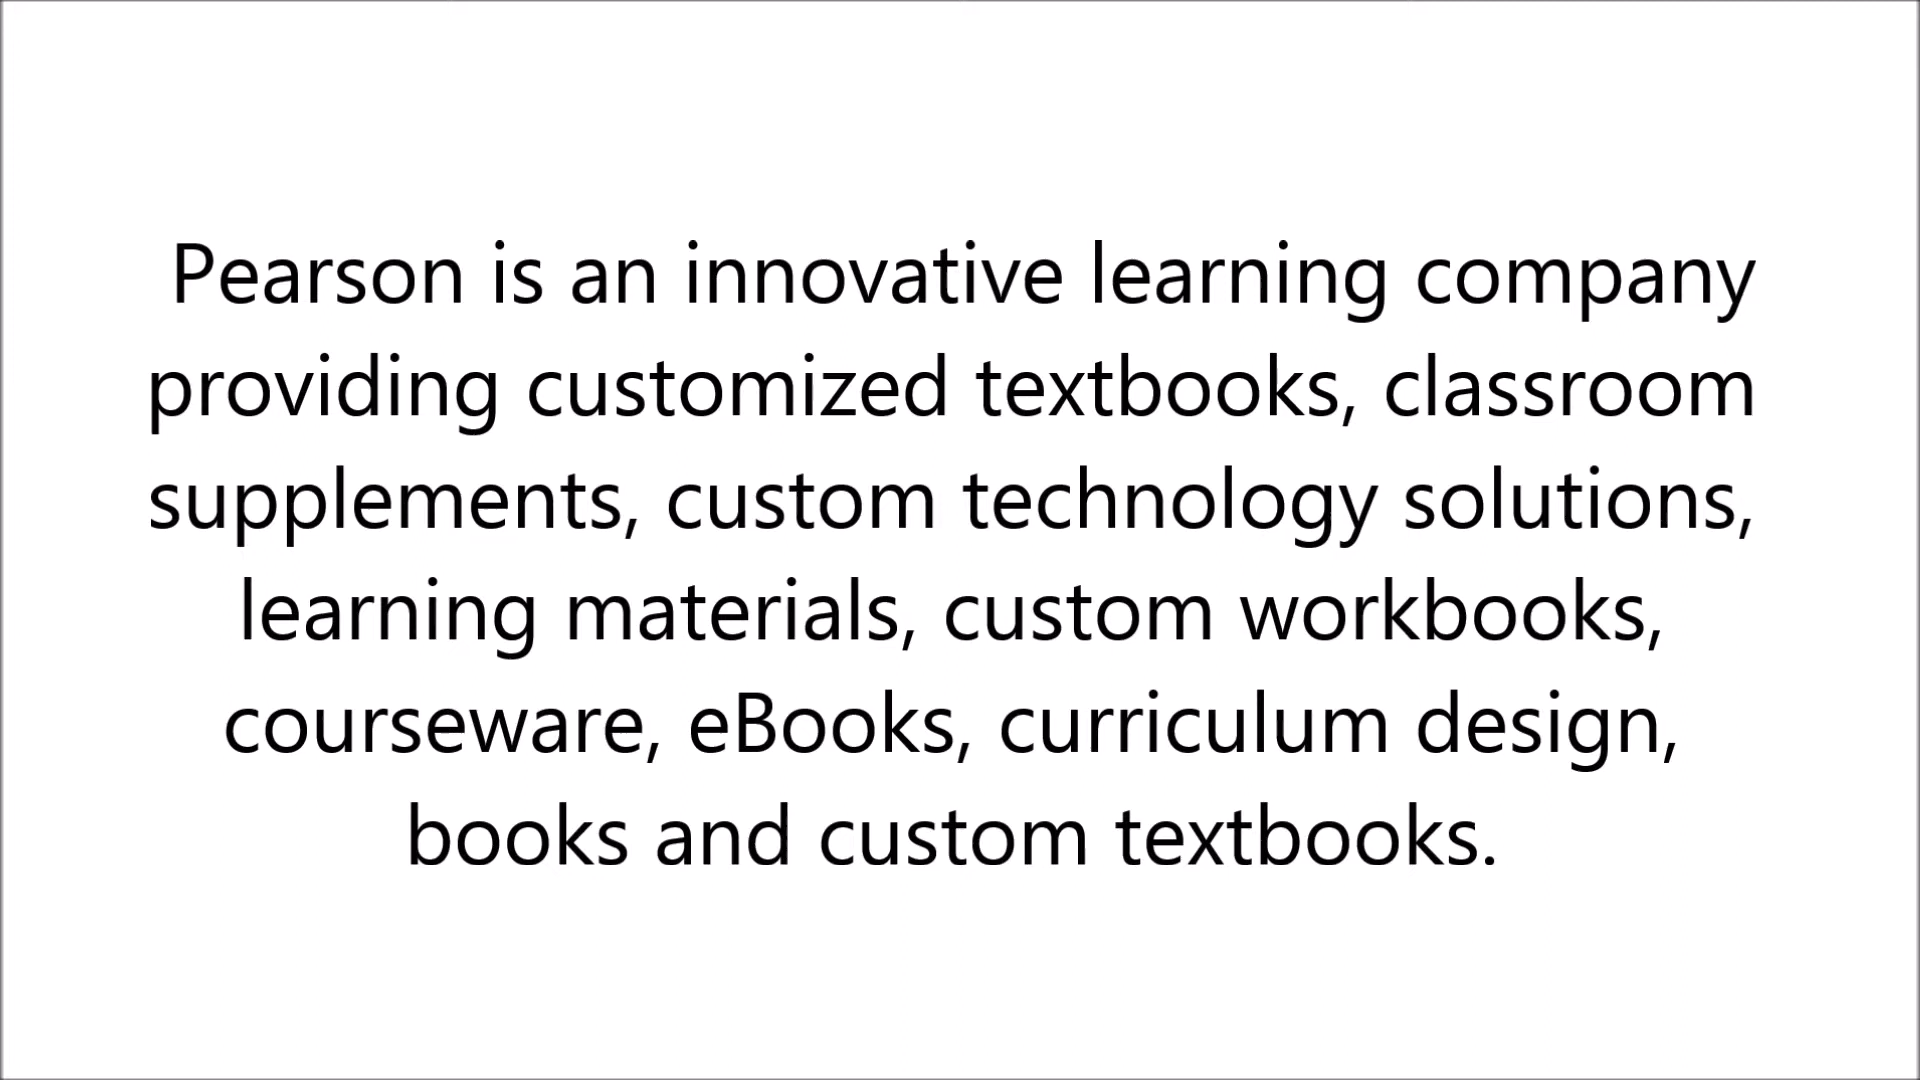 Pearson is an innovative learning company
providing customized textbooks, classroom
supplements, custom technology solutions,
learning materials, custom workbooks,
courseware, eBooks, curriculum design,
books and custom textbooks.